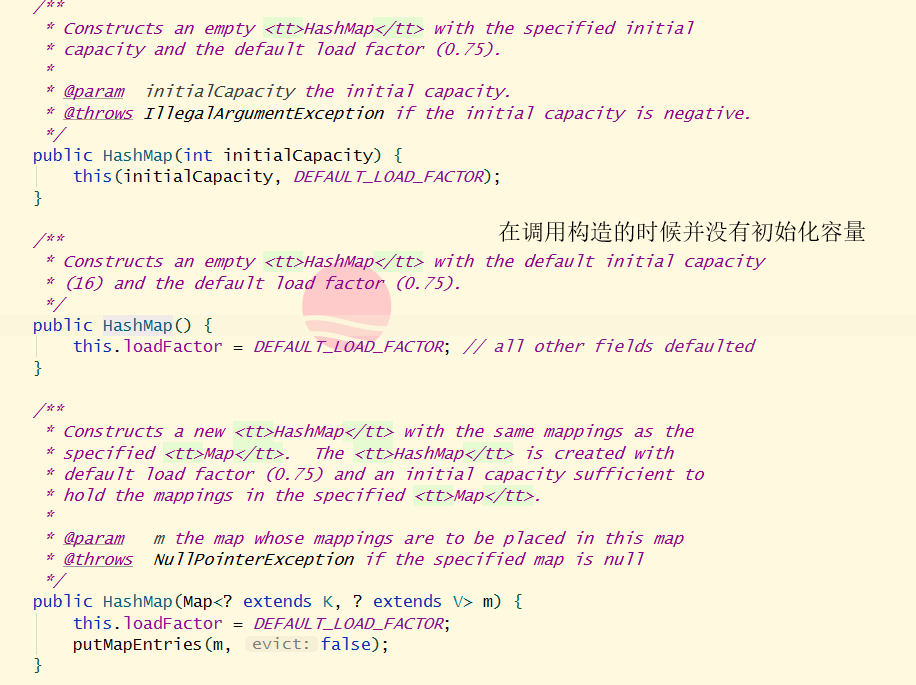 /**
 * Constructs an empty <tt>HashMap</tt> with the specified initial
 * capacity and the default load factor (0.75).
 *
 * @param  initialCapacity the initial capacity.
 * @throws IllegalArgumentException if the initial capacity is negative.
 */
public HashMap(int initialCapacity) {
    this(initialCapacity, DEFAULT_LOAD_FACTOR);
}
在调用构造的时候并没有初始化容量
/**
 * Constructs an empty <tt>HashMap</tt> with the default initial capacity
 * (16) and the default load factor (0.75).
 */
public HashMap() {
    this.loadFactor = DEFAULT_LOAD_FACTOR; // all other fields defaulted
}
/**
 * Constructs a new <tt>HashMap</tt> with the same mappings as the
 * specified <tt>Map</tt>.  The <tt>HashMap</tt> is created with
 * default load factor (0.75) and an initial capacity sufficient to
 * hold the mappings in the specified <tt>Map</tt>.
 *
 * @param   m the map whose mappings are to be placed in this map
 * @throws  NullPointerException if the specified map is null
 */
public HashMap(Map<? extends K, ? extends V> m) {
    this.loadFactor = DEFAULT_LOAD_FACTOR;
    putMapEntries(m, evict: false);
}